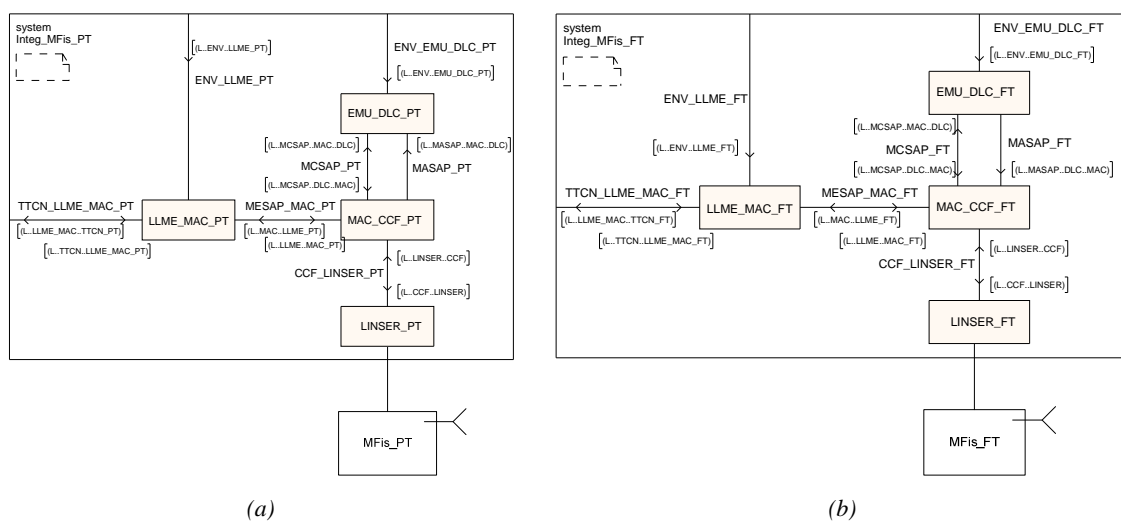 system
Integ_MFis_PT
[(L..ENV..LLME_PT)]
ENV_LLME_PT
ENV_EMU_DLC_PT
[(L..ENV..EMU_DLC_PT)]
EMU_DLC_PT
[(L..MCSAP..MAC..DLC)]
[(L..MASAP..MAC..DLC)]
MCSAP_PT
MASAP_PT
[(L..MCSAP..DLC..MAC)]
TTCN_LLME_MAC_PT
LLME_MAC_PT
MESAP_MAC_PT
MAC_CCF_PT
[(L..LLME_MAC..TTCN_PT)]
[(L..MAC..LLME_PT)]
[(L..TTCN..LLME_MAC_PT)]
[(L..LLME..MAC_PT)]
[(L..LINSER..CCF)]
CCF_LINSER_PT
[(L..CCF..LINSER)]
LINSER_PT
MFis_PT
(a)
system
Integ_MFis_FT
ENV_EMU_DLC_FT
[(L..ENV..EMU_DLC_FT)]
EMU_DLC_FT
ENV_LLME_FT
[(L..MCSAP..MAC..DLC)]
MASAP_FT
[(L..ENV..LLME_FT)]
MCSAP_FT
[(L..MCSAP..DLC..MAC)]
[(L..MASAP..DLC..MAC)]
TTCN_LLME_MAC_FT
LLME_MAC_FT
MESAP_MAC_FT
MAC_CCF_FT
[(L..LLME_MAC..TTCN_FT)]
[(L..MAC..LLME_FT)]
[(L..TTCN..LLME_MAC_FT)]
[(L..LLME..MAC_FT)]
[(L..LINSER..CCF)]
CCF_LINSER_FT
[(L..CCF..LINSER)]
LINSER_FT
MFis_FT
(b)